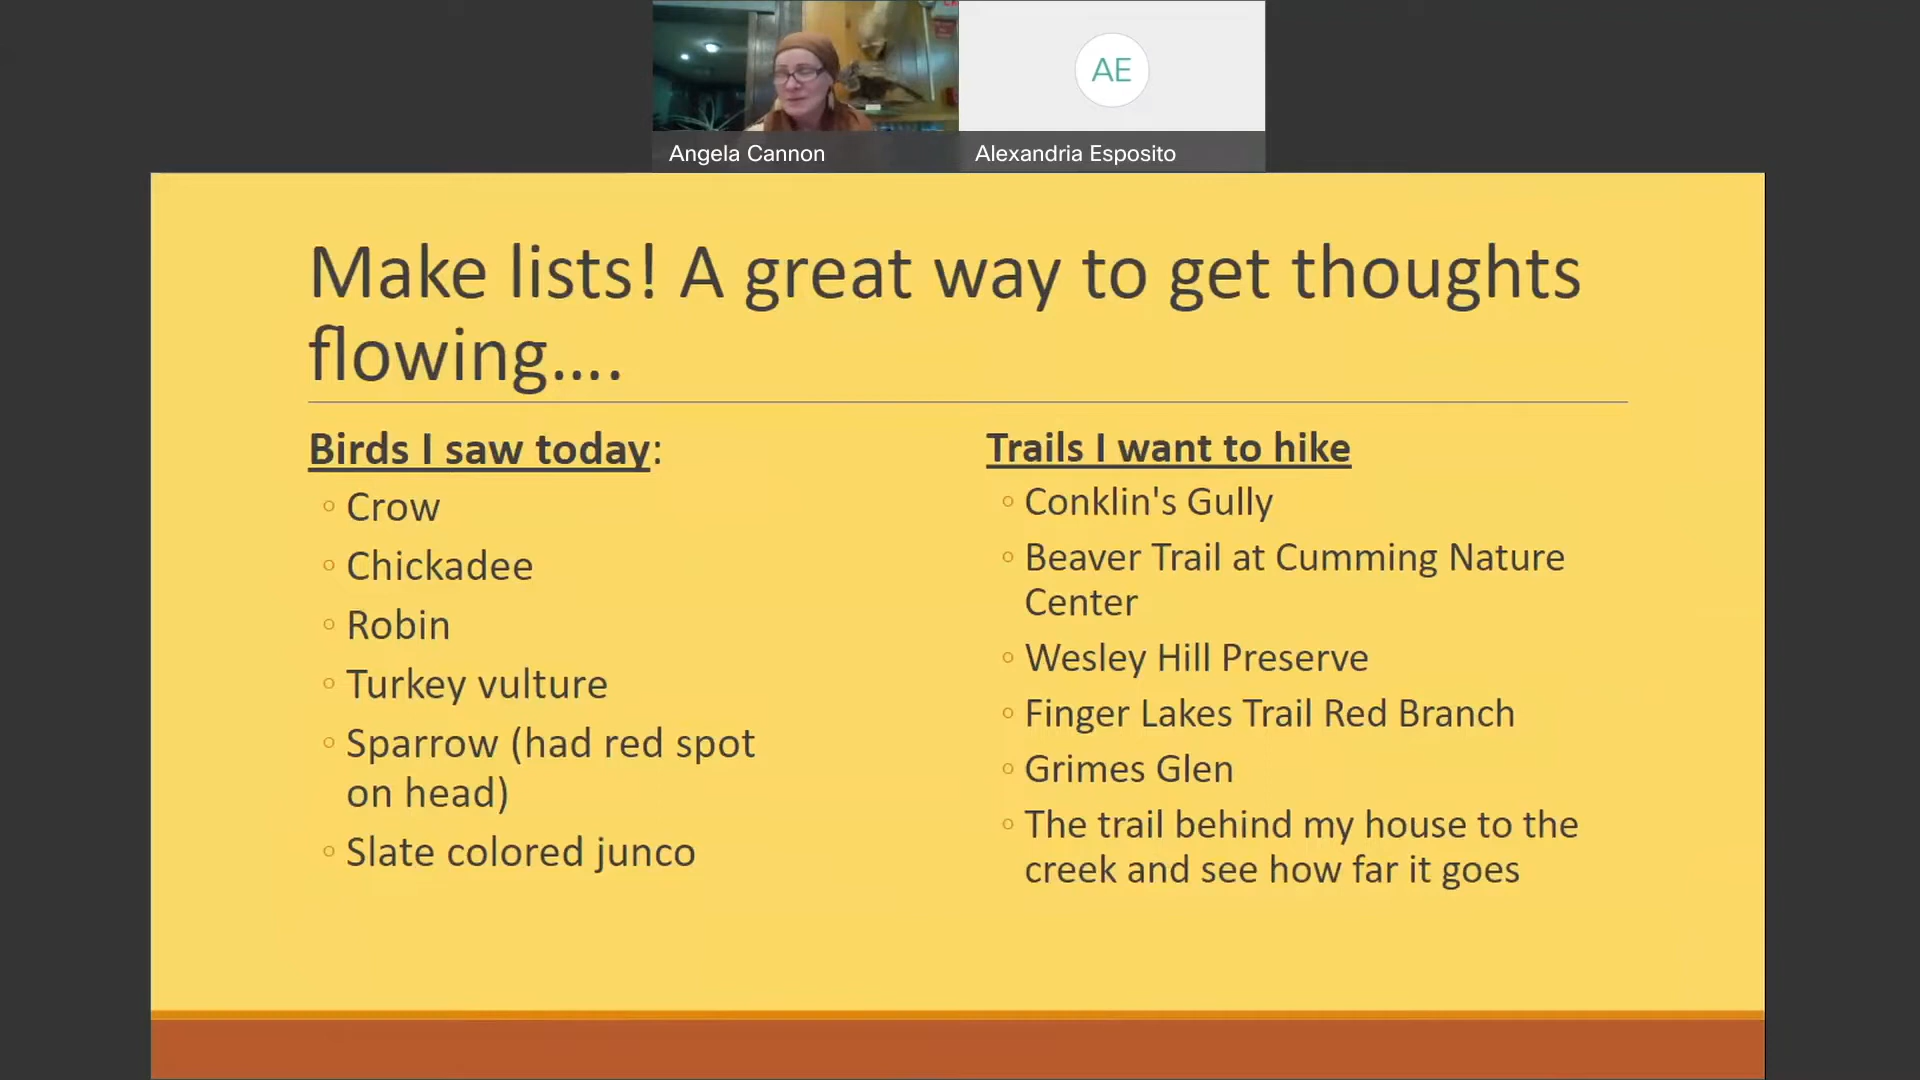 AE
Angela Cannon
Alexandria Esposito
Make lists! A great way to get thoughts
flowing....
Birds I saw today:
◦ Crow
◦ Chickadee
◦ Robin
◦ Turkey vulture
◦ Sparrow (had red spot
on head)
◦ Slate colored junco
Trails I want to hike
◦ Conklin's Gully
◦ Beaver Trail at Cumming Nature
Center
◦ Wesley Hill Preserve
◦ Finger Lakes Trail Red Branch
◦ Grimes Glen
◦ The trail behind my house to the
creek and see how far it goes